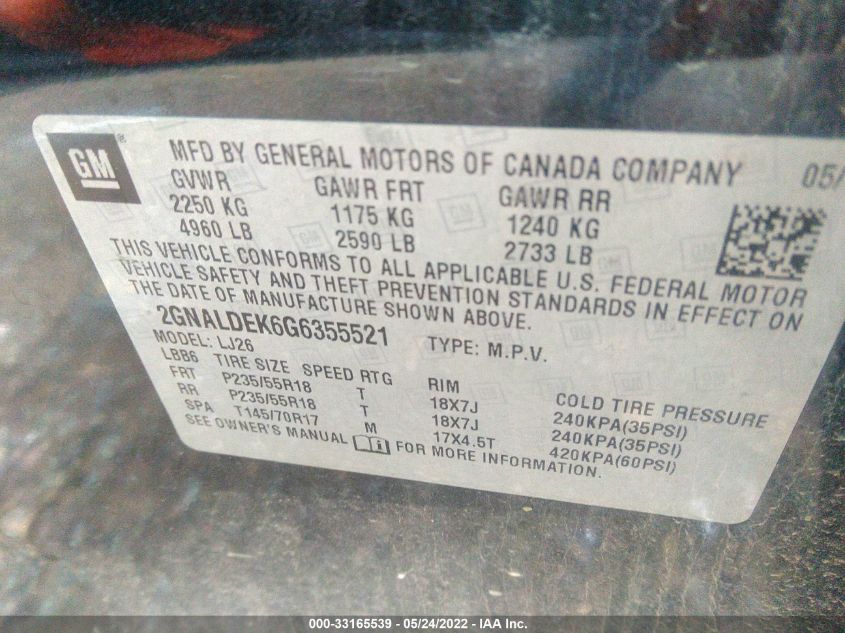 GM ® MFD BY GENERAL MOTORS OF CANADA COMPANY 05/
GVWR GAWR FRT GAWR RR
2250 KG 1175 KG 1240 KG
4960 LB 2590 LB 2733 LB
THIS VEHICLE CONFORMS TO ALL APPLICABLE U.S. FEDERAL MOTOR
VEHICLE SAFETY AND THEFT PREVENTION STANDARDS IN EFFECT ON
THE DATE OF MANUFACTURE SHOWN ABOVE.
2GNALDEK6G6355521 TYPE: M.P.V.
MODEL: LJ26
LBB6 TIRE SIZE SPEED RTG RIM COLD TIRE PRESSURE
FRT P235/55R18 T 18X7J 240KPA(35PSI)
RR P235/55R18 T 18X7J 240KPA(35PSI)
SPA T145/70R17 M 17X4.5T 420KPA(60PSI)
SEE OWNER'S MANUAL FOR MORE INFORMATION.
000-33165539 - 05/24/2022 - IAA Inc.